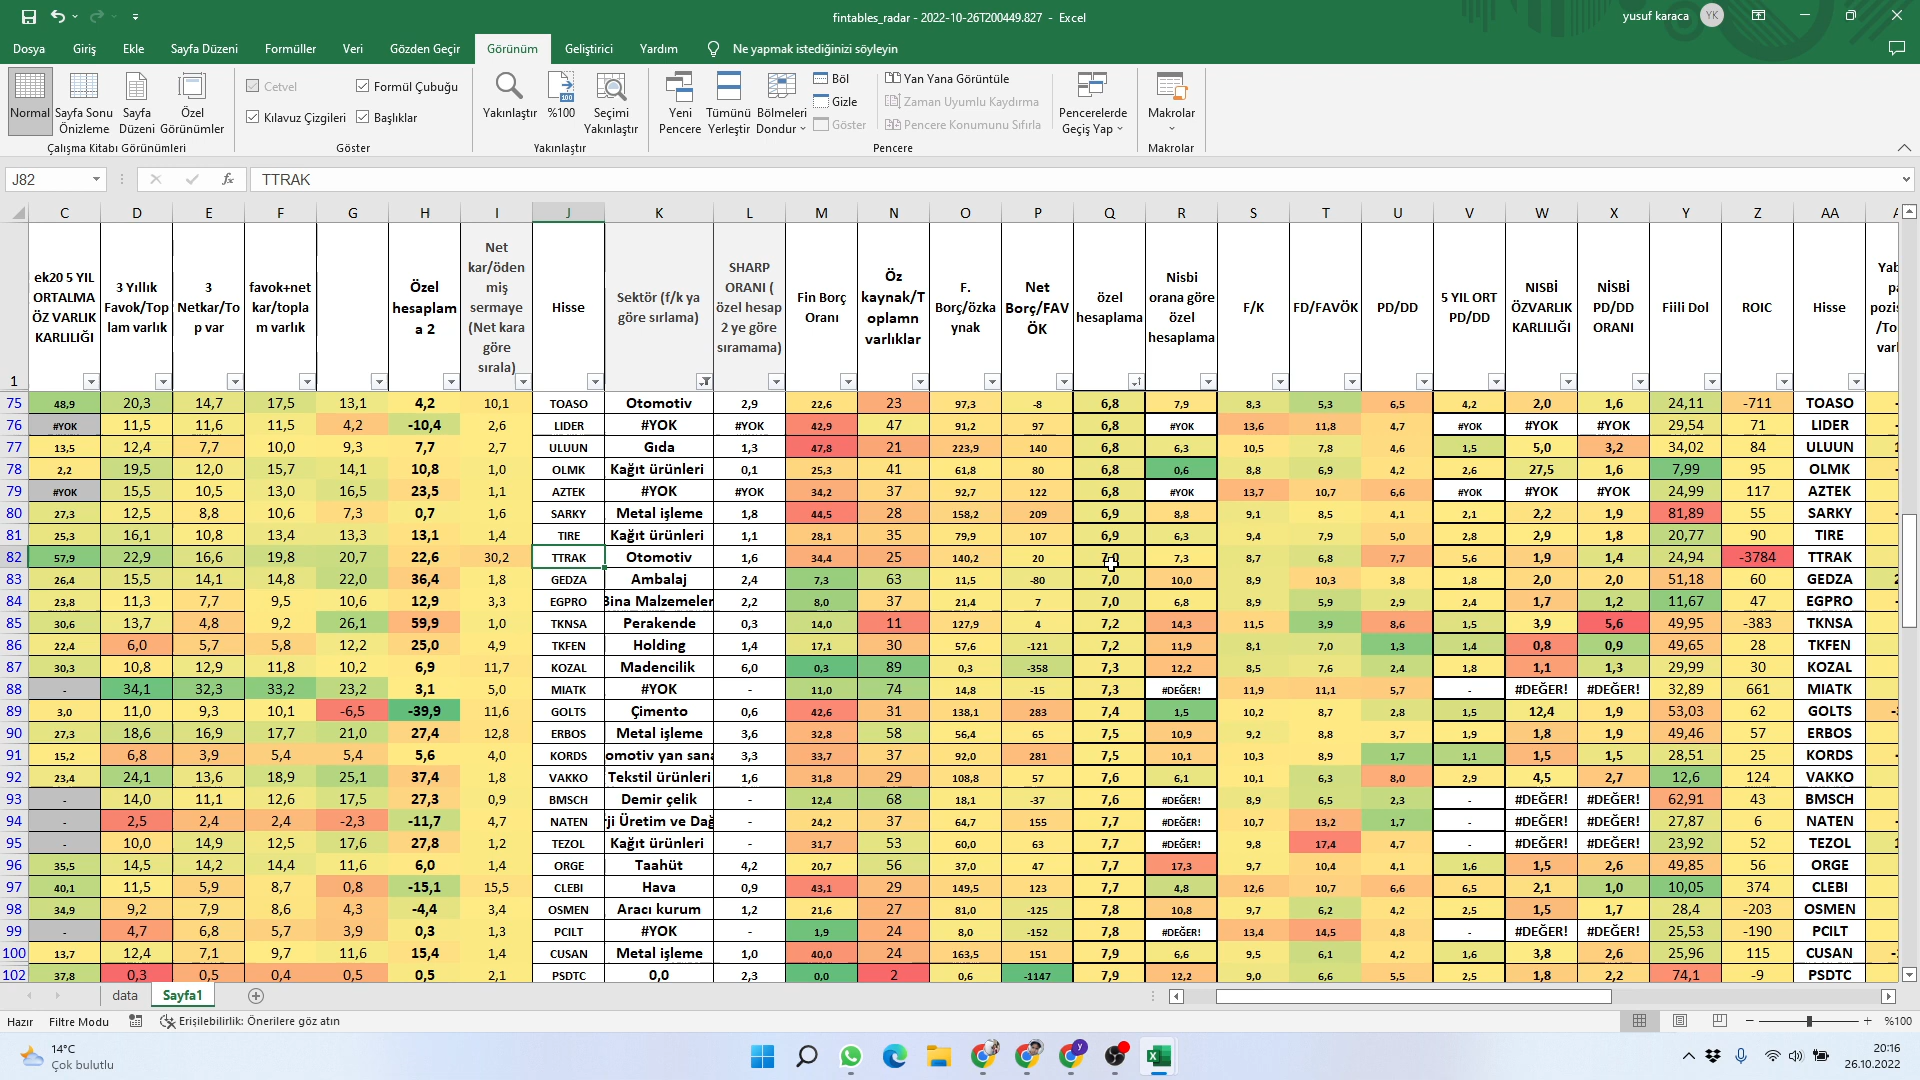 fintables_radar - 2022-10-26T200449.827 - Excel
yusuf karaca YK
Dosya Giriş Ekle Sayfa Düzeni Formüller Veri Gözden Geçir Görünüm Geliştirici Yardım Ne yapmak istediğinizi söyleyin
Normal Sayfa Sonu Önizleme Sayfa Düzeni Özel Görünümler
Çalışma Kitabı Görünümleri
Cetvel Formül Çubuğu
Kılavuz Çizgileri Başlıklar
Göster
Yakınlaştır %100 Seçimi Yakınlaştır
Yakınlaştır
Yeni Pencere Tümünü Yerleştir Bölmeleri Dondur
Böl
Gizle
Göster
Yan Yana Görüntüle
Zaman Uyumlu Kaydırma
Pencere Konumunu Sıfırla
Pencerelerde Geçiş Yap
Pencere
Makrolar
Makrolar
J82 fx TTRAK
C D E F G H I J K L M N O P Q R S T U V W X Y Z AA
1 ek20 5 YIL ORTALMA ÖZ VARLIK KARLILIĞI 3 Yıllık Favok/Toplam varlık 3 Netkar/Top var favok+net kar/toplam varlık Özel hesaplama 2 Net kar/ödenmiş sermaye (Net kara göre sırala) Hisse Sektör (f/k ya göre sırlama) SHARP ORANI ( özel hesap 2 ye göre sıramama) Fin Borç Oranı Öz kaynak/Toplamn varlıklar F. Borç/özkaynak Net Borç/FAVÖK özel hesaplama Nisbi orana göre özel hesaplama F/K FD/FAVÖK PD/DD 5 YIL ORT PD/DD NISBİ ÖZVARLIK KARLILIĞI NİSBİ PD/DD ORANI Fiili Dol ROIC Hisse
75 48,9 20,3 14,7 17,5 13,1 4,2 10,1 TOASO Otomotiv 2,9 22,6 23 97,3 -8 6,8 7,9 8,3 5,3 6,5 4,2 2,0 1,6 24,11 -711 TOASO
76 #YOK 11,5 11,6 11,5 4,2 -10,4 2,6 LIDER #YOK #YOK 42,9 47 91,2 97 6,8 #YOK 13,6 11,8 4,7 #YOK #YOK #YOK 29,54 71 LIDER
77 13,5 12,4 7,7 10,0 9,3 7,7 2,7 ULUUN Gıda 1,3 47,8 21 223,9 140 6,8 6,3 10,5 7,8 4,6 1,5 5,0 3,2 34,02 84 ULUUN
78 2,2 19,5 12,0 15,7 14,1 10,8 1,0 OLMK Kağıt ürünleri 0,1 25,3 41 61,8 80 6,8 0,6 8,8 6,9 4,2 2,6 27,5 1,6 7,99 95 OLMK
79 #YOK 15,5 10,5 13,0 16,5 23,5 1,1 AZTEK #YOK #YOK 34,2 37 92,7 122 6,8 #YOK 13,7 10,7 6,6 #YOK #YOK #YOK 24,99 117 AZTEK
80 27,3 12,5 8,8 10,6 7,3 0,7 1,6 SARKY Metal işleme 1,8 44,5 28 158,2 209 6,9 8,8 9,1 8,5 4,1 2,1 2,2 1,9 81,89 55 SARKY
81 25,3 16,1 10,8 13,4 13,3 13,1 1,4 TIRE Kağıt ürünleri 1,1 28,1 35 79,9 107 6,9 6,3 9,4 7,9 5,0 2,8 2,9 1,8 20,77 90 TIRE
82 57,9 22,9 16,6 19,8 20,7 22,6 30,2 TTRAK Otomotiv 1,6 34,4 25 140,2 20 7,0 7,3 8,7 6,8 7,7 5,6 1,9 1,4 24,94 -3784 TTRAK
83 26,4 15,5 14,1 14,8 22,0 36,4 1,8 GEDZA Ambalaj 2,4 7,3 63 11,5 -80 7,0 10,0 8,9 10,3 3,8 1,8 2,0 2,0 51,18 60 GEDZA
84 23,8 11,3 7,7 9,5 10,6 12,9 3,3 EGPRO Bina Malzemeler 2,2 8,0 37 21,4 7 7,0 6,8 8,9 5,9 2,9 2,4 1,7 1,2 11,67 47 EGPRO
85 30,6 13,7 4,8 9,2 26,1 59,9 1,0 TKNSA Perakende 0,3 14,0 11 127,9 4 7,2 14,3 11,5 3,9 8,6 1,5 3,9 5,6 49,95 -383 TKNSA
86 22,4 6,0 5,7 5,8 12,2 25,0 4,9 TKFEN Holding 1,4 17,1 30 57,6 -121 7,2 11,9 8,1 7,0 1,3 1,4 0,8 0,9 49,65 28 TKFEN
87 30,3 10,8 12,9 11,8 10,2 6,9 11,7 KOZAL Madencilik 6,0 0,3 89 0,3 -358 7,3 12,2 8,5 7,6 2,4 1,8 1,1 1,3 29,99 30 KOZAL
88 - 34,1 32,3 33,2 23,2 3,1 5,0 MIATK #YOK - 11,0 74 14,8 -15 7,3 #DEĞER! 11,9 11,1 5,7 - #DEĞER! #DEĞER! 32,89 661 MIATK
89 3,0 11,0 9,3 10,1 -6,5 -39,9 11,6 GOLTS Çimento 0,6 42,6 31 138,1 283 7,4 1,5 10,2 8,7 2,8 1,5 12,4 1,9 53,03 62 GOLTS
90 27,3 18,6 16,9 17,7 21,0 27,4 12,8 ERBOS Metal işleme 3,6 32,8 58 56,4 65 7,5 10,9 9,2 8,8 3,7 1,9 1,8 1,9 49,46 57 ERBOS
91 15,2 6,8 3,9 5,4 5,4 5,6 4,0 KORDS omotiv yan sana 3,3 33,7 37 92,0 281 7,5 10,1 10,3 8,9 1,7 1,1 1,5 1,5 28,51 25 KORDS
92 23,4 24,1 13,6 18,9 25,1 37,4 1,8 VAKKO Tekstil ürünleri 1,6 31,8 29 108,8 57 7,6 6,1 10,1 6,3 8,0 2,9 4,5 2,7 12,6 124 VAKKO
93 - 14,0 11,1 12,6 17,5 27,3 0,9 BMSCH Demir çelik - 12,4 68 18,1 -37 7,6 #DEĞER! 8,9 6,5 2,3 - #DEĞER! #DEĞER! 62,91 43 BMSCH
94 - 2,5 2,4 2,4 -2,3 -11,7 4,7 NATEN rji Üretim ve Dağ - 24,2 37 64,7 155 7,7 #DEĞER! 10,7 13,2 1,7 - #DEĞER! #DEĞER! 27,87 6 NATEN
95 - 10,0 14,9 12,5 17,6 27,8 1,2 TEZOL Kağıt ürünleri - 31,7 53 60,0 63 7,7 #DEĞER! 9,8 17,4 4,7 - #DEĞER! #DEĞER! 23,92 52 TEZOL
96 35,5 14,5 14,2 14,4 11,6 6,0 1,4 ORGE Taahüt 4,2 20,7 56 37,0 47 7,7 17,3 9,7 10,4 4,1 1,6 1,5 2,6 49,85 56 ORGE
97 40,1 11,5 5,9 8,7 0,8 -15,1 15,5 CLEBI Hava 0,9 43,1 29 149,5 123 7,7 4,8 12,6 10,7 6,6 6,5 2,1 1,0 10,05 374 CLEBI
98 34,9 9,2 7,9 8,6 4,3 -4,4 3,4 OSMEN Aracı kurum 1,2 21,6 27 81,0 -125 7,8 10,8 9,7 6,2 4,2 2,5 1,5 1,7 28,4 -203 OSMEN
99 - 4,7 6,8 5,7 3,9 0,3 1,3 PCILT #YOK - 1,9 24 8,0 -152 7,8 #DEĞER! 13,4 14,5 4,8 - #DEĞER! #DEĞER! 25,53 -190 PCILT
100 13,7 12,4 7,1 9,7 11,6 15,4 1,4 CUSAN Metal işleme 1,0 40,0 24 163,5 151 7,9 6,6 9,5 6,1 4,2 1,6 3,8 2,6 25,96 115 CUSAN
102 37,8 0,3 0,5 0,4 0,5 0,5 2,1 PSDTC 0,0 2,3 0,0 2 0,6 -1147 7,9 12,2 9,0 6,6 5,5 2,5 1,8 2,2 74,1 -9 PSDTC
data Sayfa1
Hazır Filtre Modu Erişilebilirlik: Önerilere göz atın %100
14°C
Çok bulutlu
20:16
26.10.2022